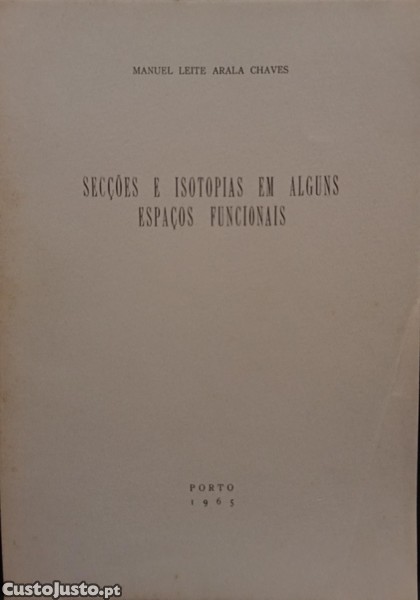 MANUEL LEITE ARALA CHAVES
SECÇÕES E ISOTOPIAS EM ALGUNS
ESPAÇOS FUNCIONAIS
PORTO
1965
CustoJusto.pt